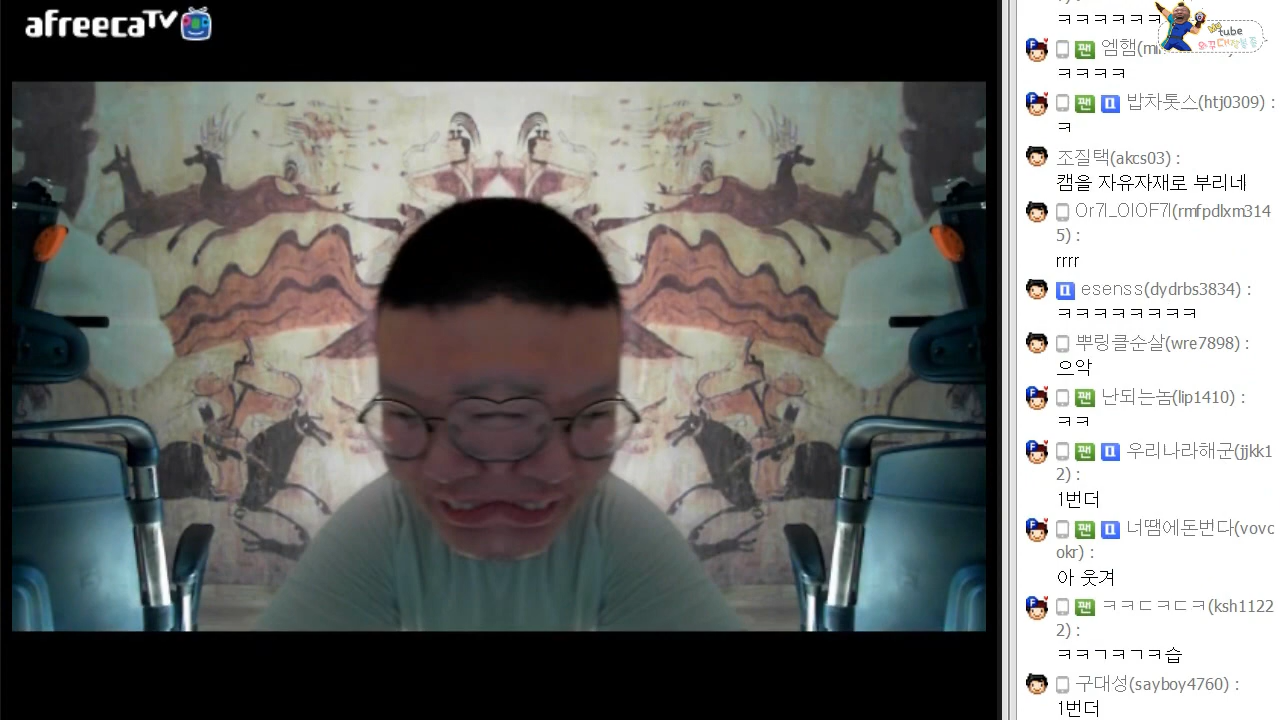 afreecaTV
ㅋㅋㅋㅋㅋㅋ
tube
팬 엠햄(m
ㅋㅋㅋㅋ
팬 밥차톳스(htj0309) :
ㅋ
조질택(akcs03) :
캠을 자유자재로 부리네
Or7l_OIOF7l(rmfpdlxm314
5) :
rrrr
esenss(dydrbs3834) :
ㅋㅋㅋㅋㅋㅋㅋㅋ
뿌링클순살(wre7898) :
으악
팬 난되는놈(lip1410) :
ㅋㅋ
팬 우리나라해군(jjkk1
2) :
1번더
팬 너땜에돈번다(vovc
okr) :
아 웃겨
팬 ㅋㅋㄷㅋㄷㅋ(ksh1122
2) :
ㅋㅋㄱㅋㄱㅋ습
구대성(sayboy4760) :
1번더